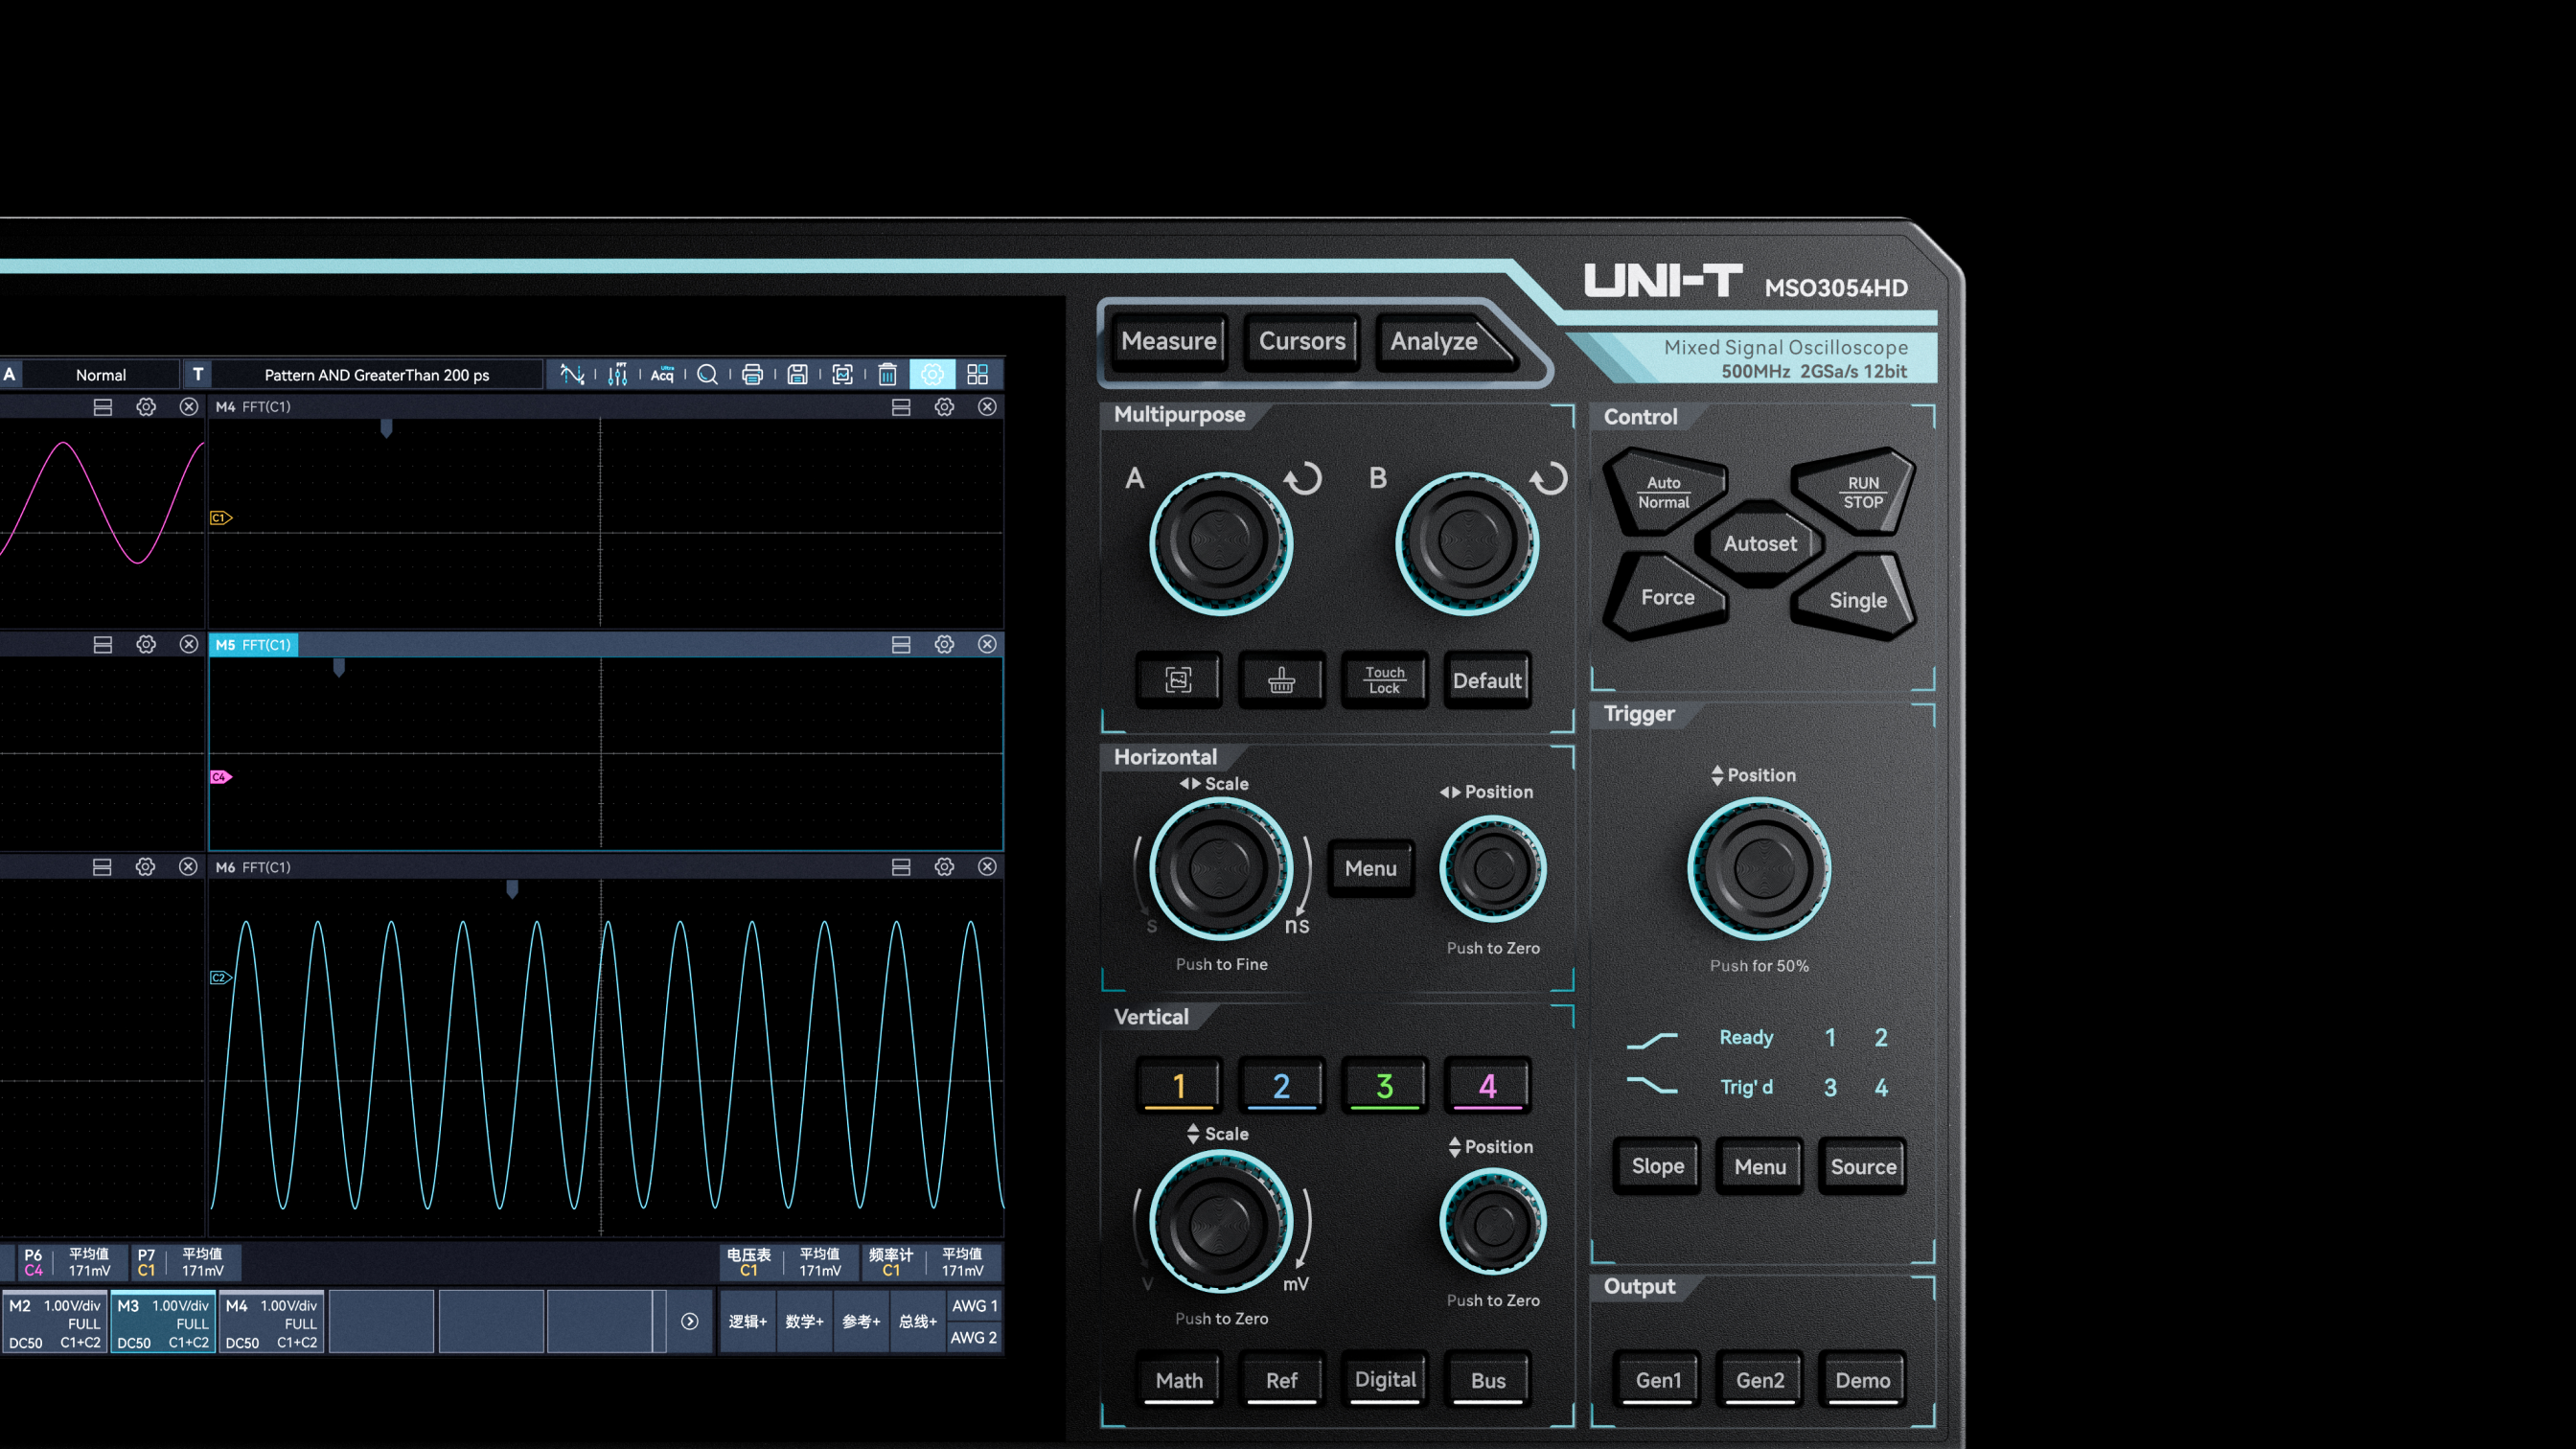 UNI-T MSO3054HD
Mixed Signal Oscilloscope
500MHz 2GSa/s 12bit
Measure
Cursors
Analyze
A Normal
T Pattern AND GreaterThan 200 ps
Ultra
Acq
M4 FFT(C1)
C1
M5 FFT(C1)
C4
M6 FFT(C1)
C2
P6 平均值
C4 171mV
P7 平均值
C1 171mV
电压表 平均值
C1 171mV
频率计 平均值
C1 171mV
M2 1.00V/div
FULL
DC50 C1+C2
M3 1.00V/div
FULL
DC50 C1+C2
M4 1.00V/div
FULL
DC50 C1+C2
逻辑+
数学+
参考+
总线+
AWG 1
AWG 2
Multipurpose
A
B
Touch
Lock
Default
Horizontal
Scale
S
ns
Push to Fine
Menu
Position
Push to Zero
Vertical
1
2
3
4
Scale
V
mV
Push to Zero
Position
Push to Zero
Math
Ref
Digital
Bus
Control
Auto
Normal
RUN
STOP
Autoset
Force
Single
Trigger
Position
Push for 50%
Ready 1 2
Trig'd 3 4
Slope
Menu
Source
Output
Gen1
Gen2
Demo